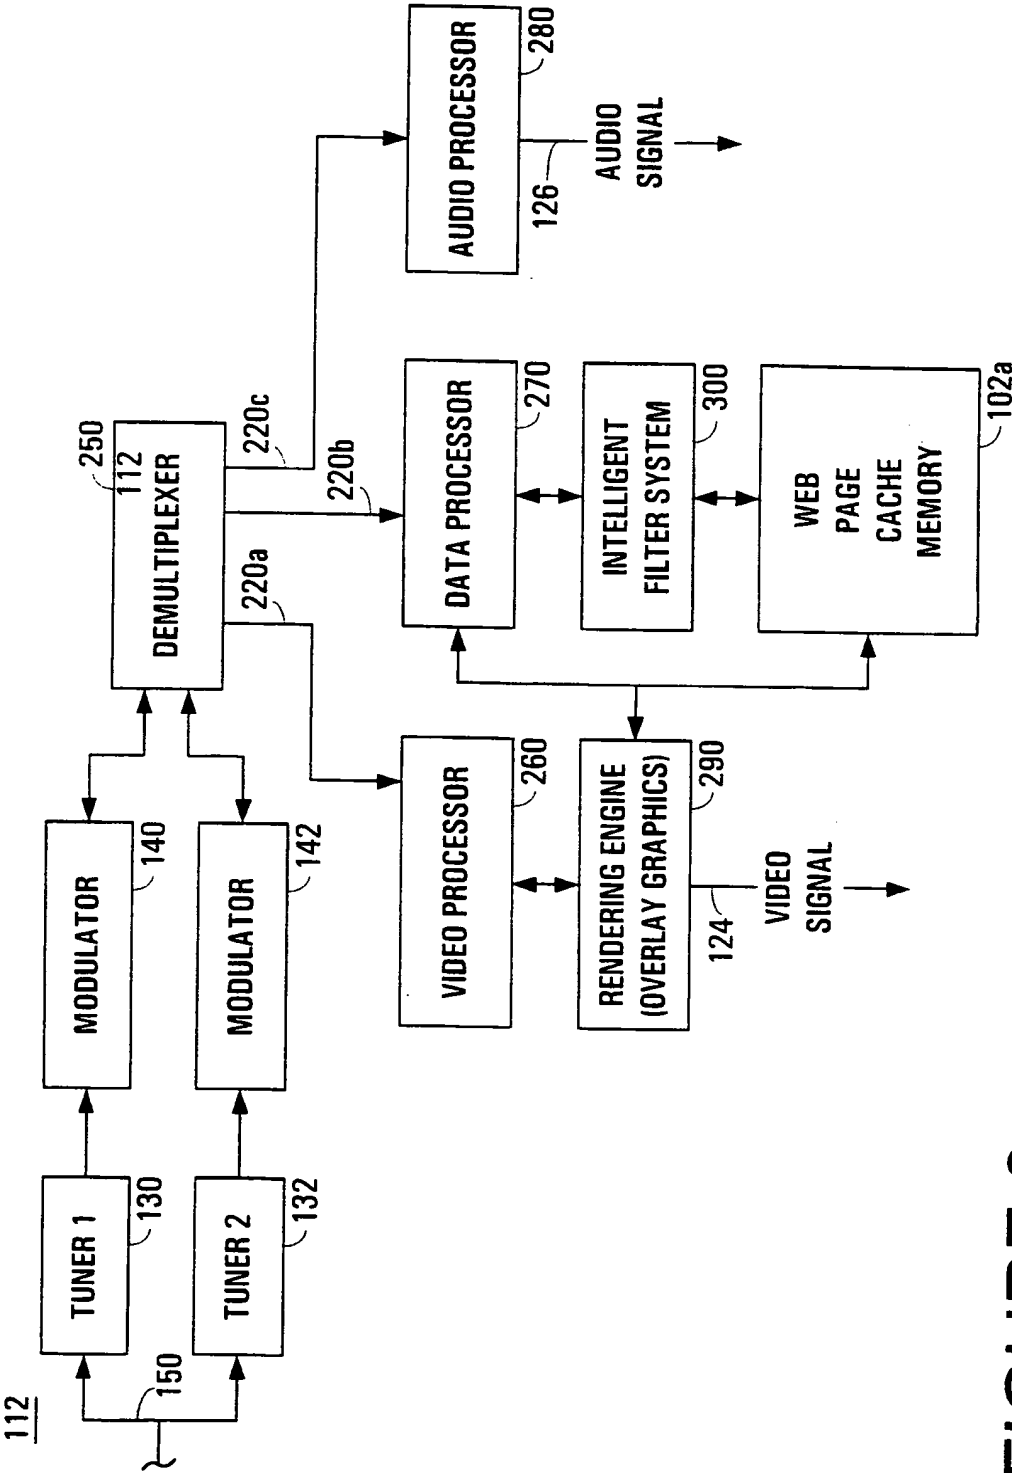 112
150
TUNER 1
130
TUNER 2
132
MODULATOR
140
MODULATOR
142
250
112
DEMULTIPLEXER
220a
220b
220c
VIDEO PROCESSOR
260
DATA PROCESSOR
270
AUDIO PROCESSOR
280
126
AUDIO
SIGNAL
RENDERING ENGINE
(OVERLAY GRAPHICS)
290
124
VIDEO
SIGNAL
INTELLIGENT
FILTER SYSTEM
300
WEB
PAGE
CACHE
MEMORY
102a